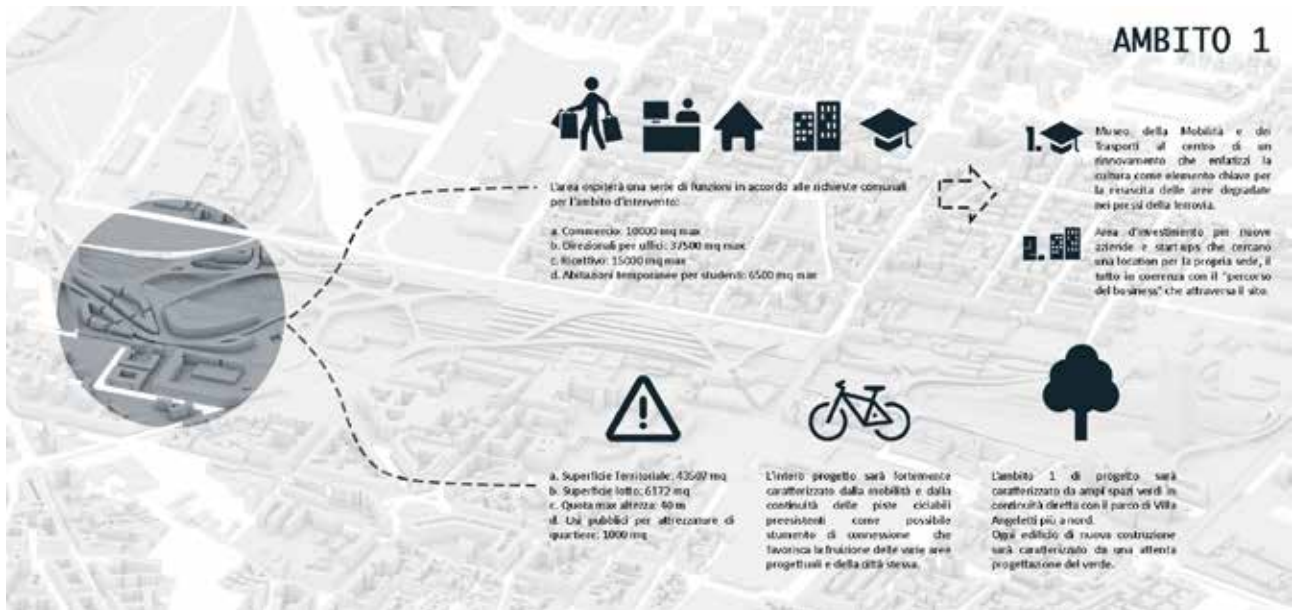 AMBITO 1
L'area ospiterà una serie di funzioni in accordo alle richieste comunali
per l'ambito d'intervento:
a. Commercio: 10000 mq max
b. Direzionali per uffici: 37500 mq max
c. Ricettivo: 15000 mq max
d. Abitazioni temporanee per studenti: 6500 mq max
1.
Museo della Mobilità e dei
Trasporti al centro di un
rinnovamento che enfatizzi la
cultura come elemento chiave per
la rinascita delle aree degradate
nei pressi della ferrovia.
2.
Area d'investimento per nuove
aziende e start ups che cercano
una location per la propria sede, il
tutto in coerenza con il "percorso
del business" che attraversa il sito.
a. Superficie Territoriale: 43507 mq
b. Superficie lotto: 6172 mq
c. Quota max altezza: 40 m
d. Usi pubblici per attrezzature di
quartiere: 1000 mq
L'intero progetto sarà fortemente
caratterizzato dalla mobilità e dalla
continuità delle piste ciclabili
preesistenti come possibile
stumento di connessione che
favorisca la fruizione delle varie aree
progettuali e della città stessa.
L'ambito 1 di progetto sarà
caratterizzato da ampi spazi verdi in
continuità diretta con il parco di Villa
Angeletti più a nord.
Ogni edificio di nuova costruzione
sarà caratterizzato da una attenta
progettazione del verde.